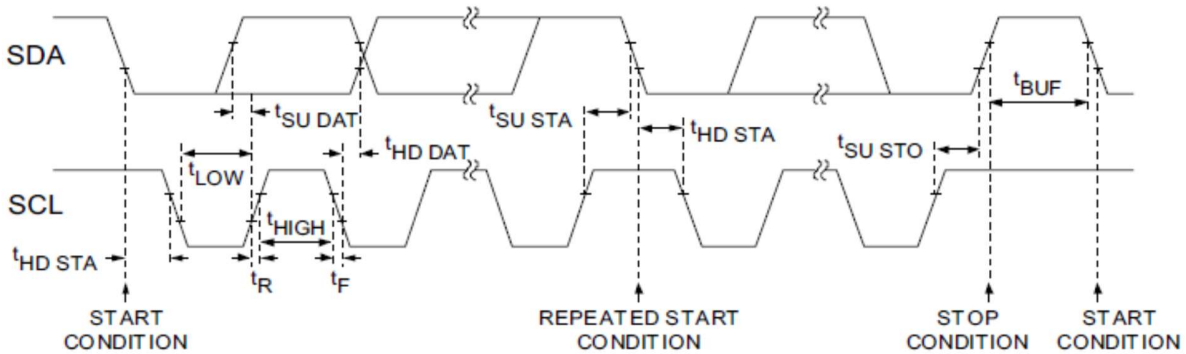 SDA
tSU DAT
tHD DAT
tSU STA
tHD STA
tBUF
tSU STO
SCL
tLOW
tHIGH
tHD STA
tR
tF
START
CONDITION
REPEATED START
CONDITION
STOP
CONDITION
START
CONDITION